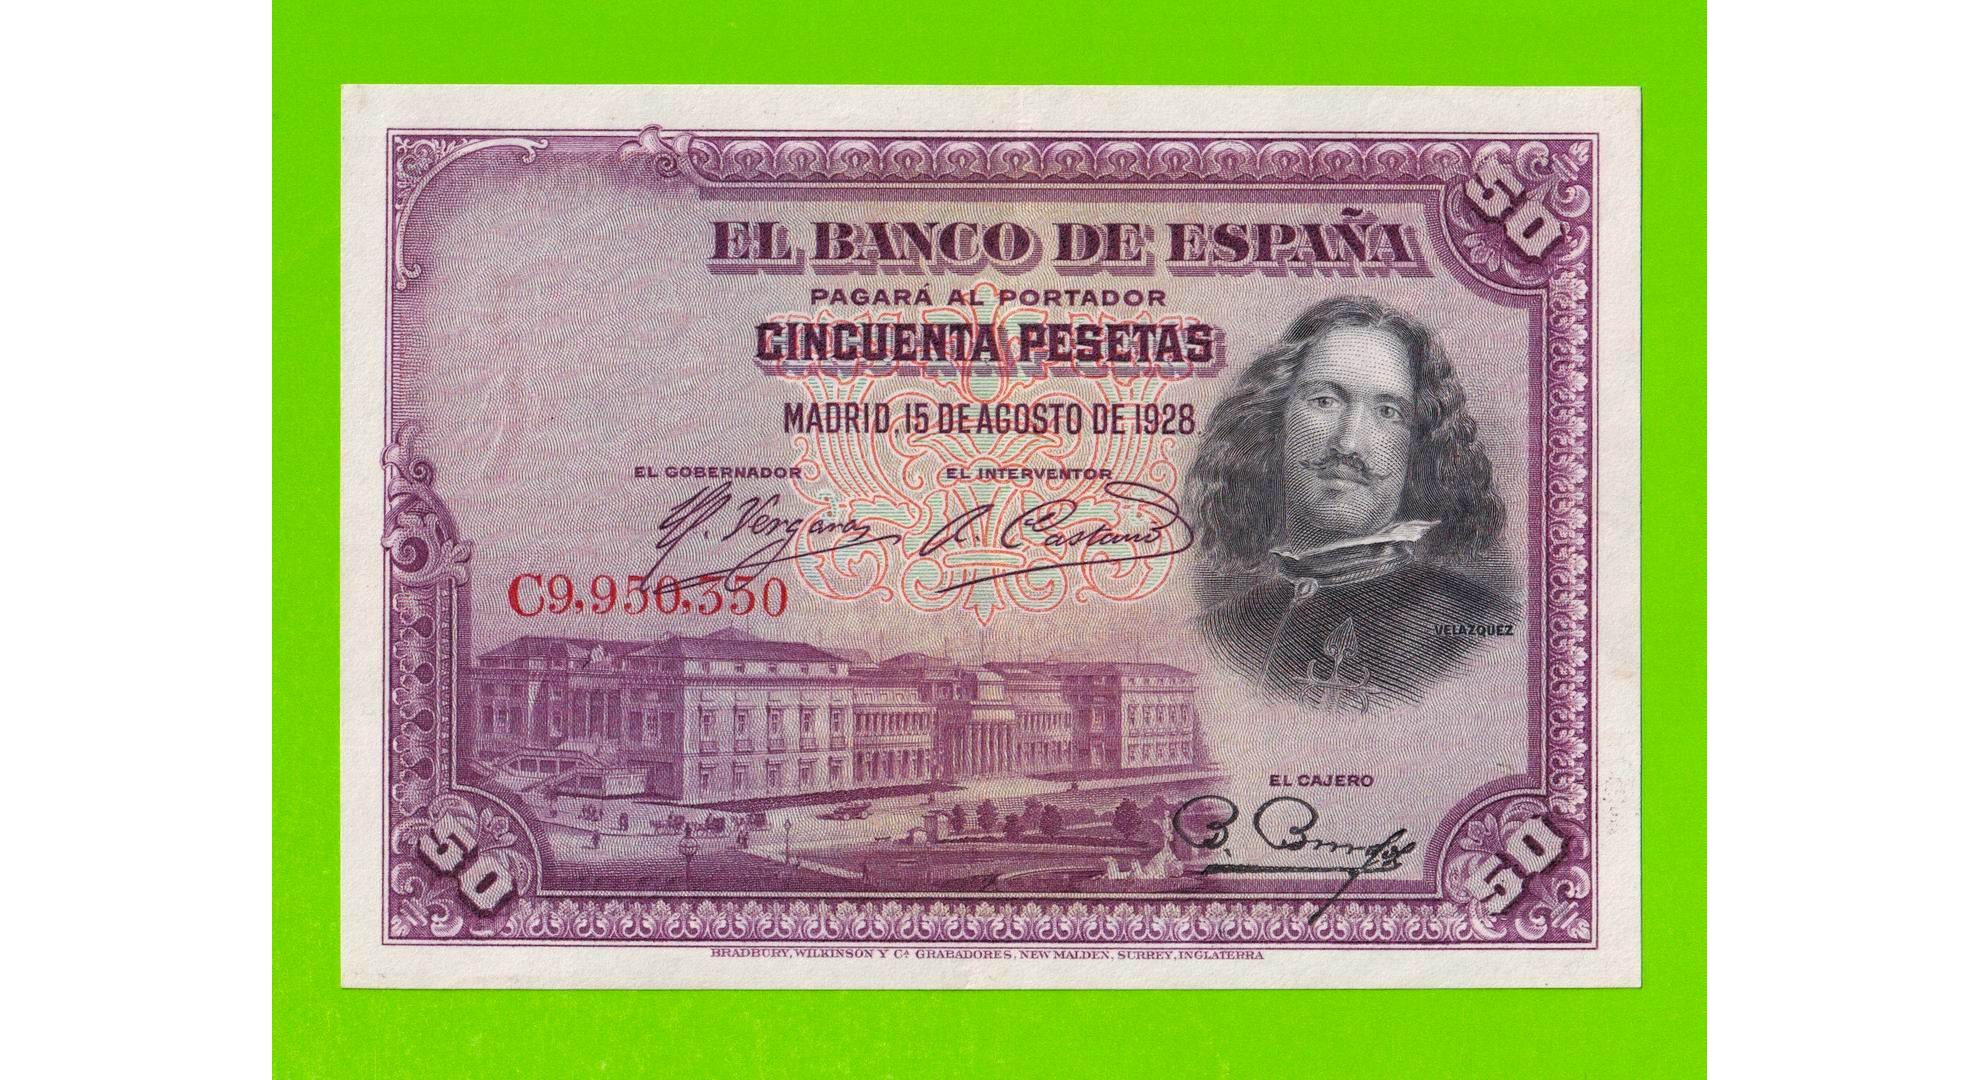 50
EL BANCO DE ESPAÑA
PAGARÁ AL PORTADOR
CINCUENTA PESETAS
MADRID, 15 DE AGOSTO DE 1928.
EL GOBERNADOR
EL INTERVENTOR
C9,950,350
VELAZQUEZ
EL CAJERO
50
50
BRADBURY, WILKINSON Y Cª GRABADORES, NEW MALDEN, SURREY, INGLATERRA